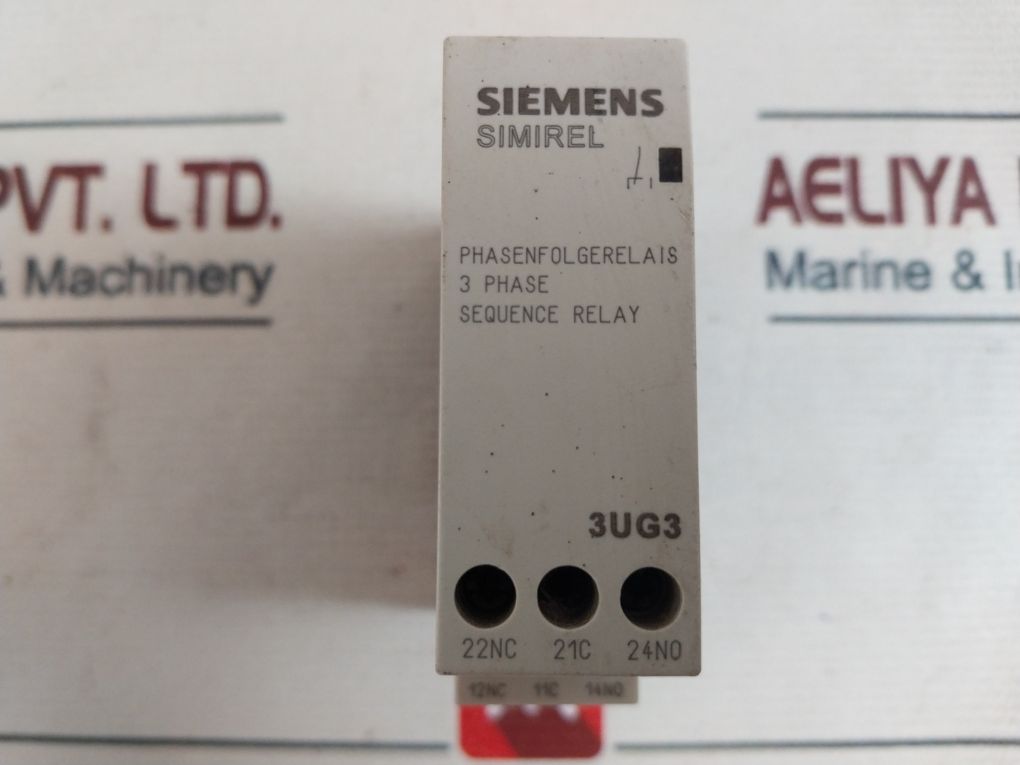 SIEMENS
SIMIREL
PHASENFOLGERELAIS
3 PHASE
SEQUENCE RELAY
3UG3
22NC 21C 24NO
12NC 11C 14NO
PVT. LTD.
& Machinery
AELIYA
Marine &